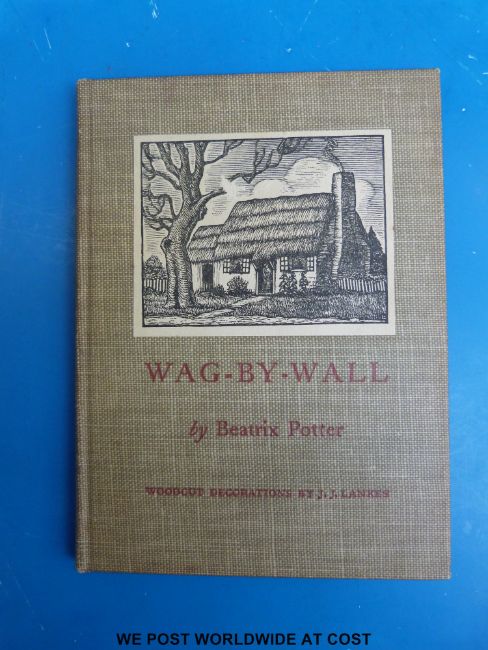 WAG-BY-WALL
by Beatrix Potter
WOODCUT DECORATIONS BY J. J. LANKES
WE POST WORLDWIDE AT COST